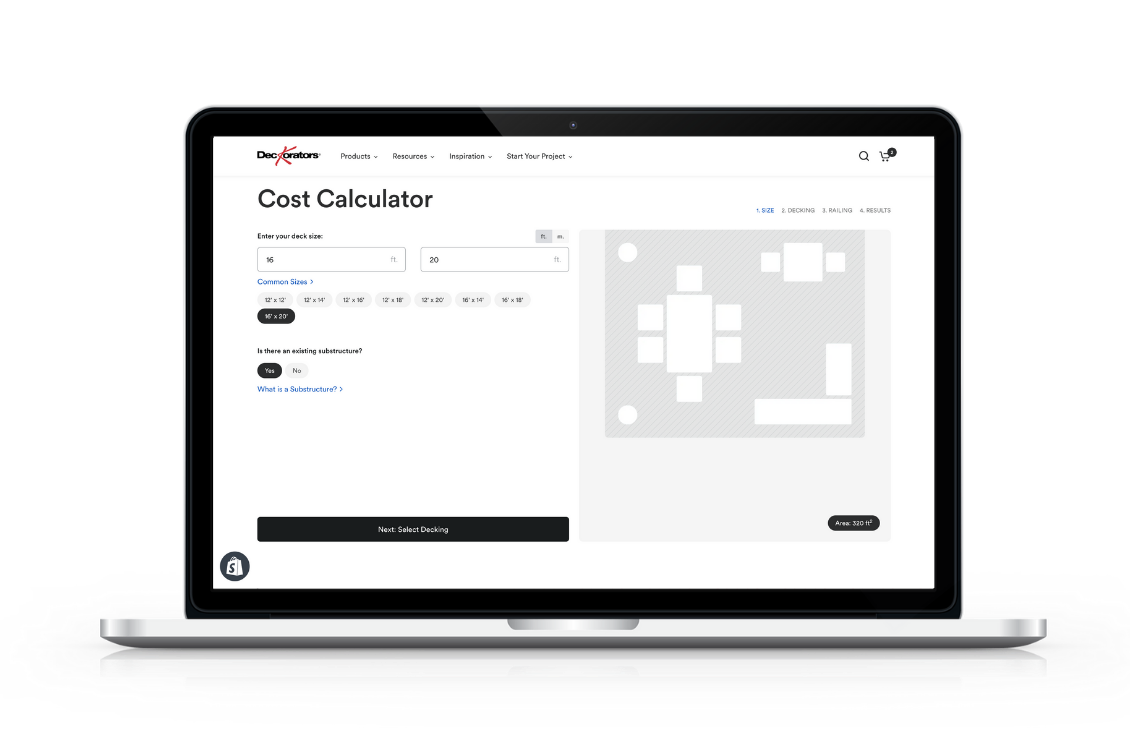 Deckorators®
Products
Resources
Inspiration
Start Your Project
2
Cost Calculator
1. SIZE 2. DECKING 3. RAILING 4. RESULTS
Enter your deck size:
ft. m.
16 ft.
20 ft.
Common Sizes >
12' x 12' 12' x 14' 12' x 16' 12' x 18' 12' x 20' 16' x 14' 16' x 18'
16' x 20'
Is there an existing substructure?
Yes No
What is a Substructure? >
Next: Select Decking
Area: 320 ft²
S